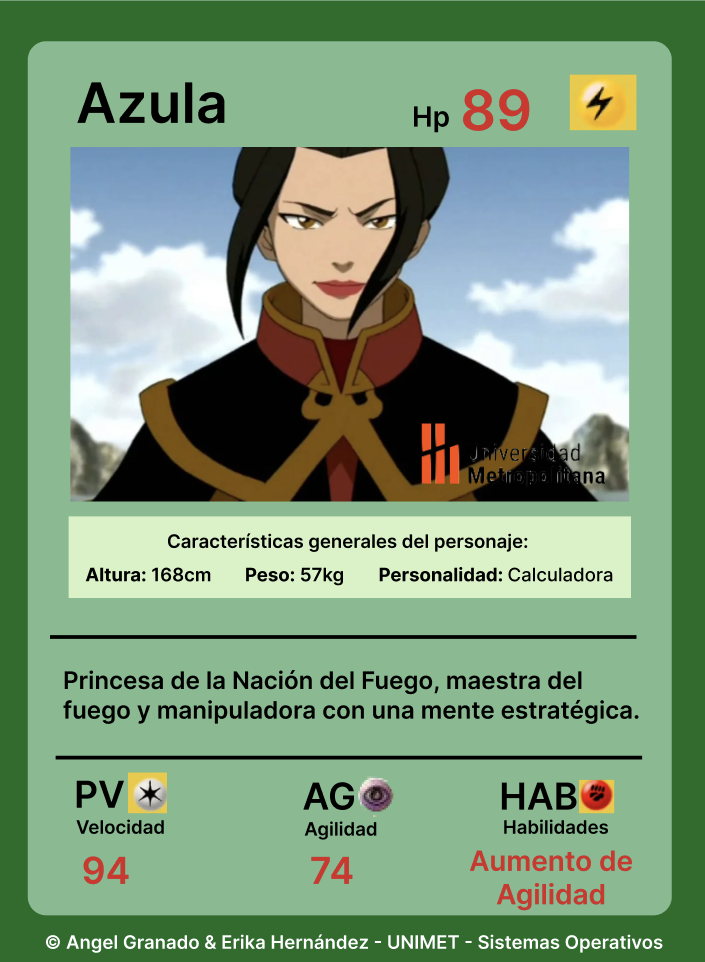 Azula
Hp 89
Universidad
Metropolitana
Características generales del personaje:
Altura: 168cm Peso: 57kg Personalidad: Calculadora
Princesa de la Nación del Fuego, maestra del
fuego y manipuladora con una mente estratégica.
PV AG HAB
Velocidad Agilidad Habilidades
94 74 Aumento de
Agilidad
© Angel Granado & Erika Hernández - UNIMET - Sistemas Operativos